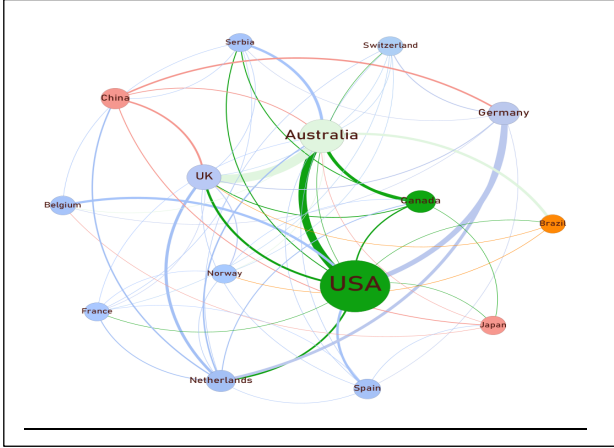 Serbia
Switzerland
China
Germany
Australia
UK
Canada
Belgium
Brazil
Norway
USA
France
Japan
Netherlands
Spain